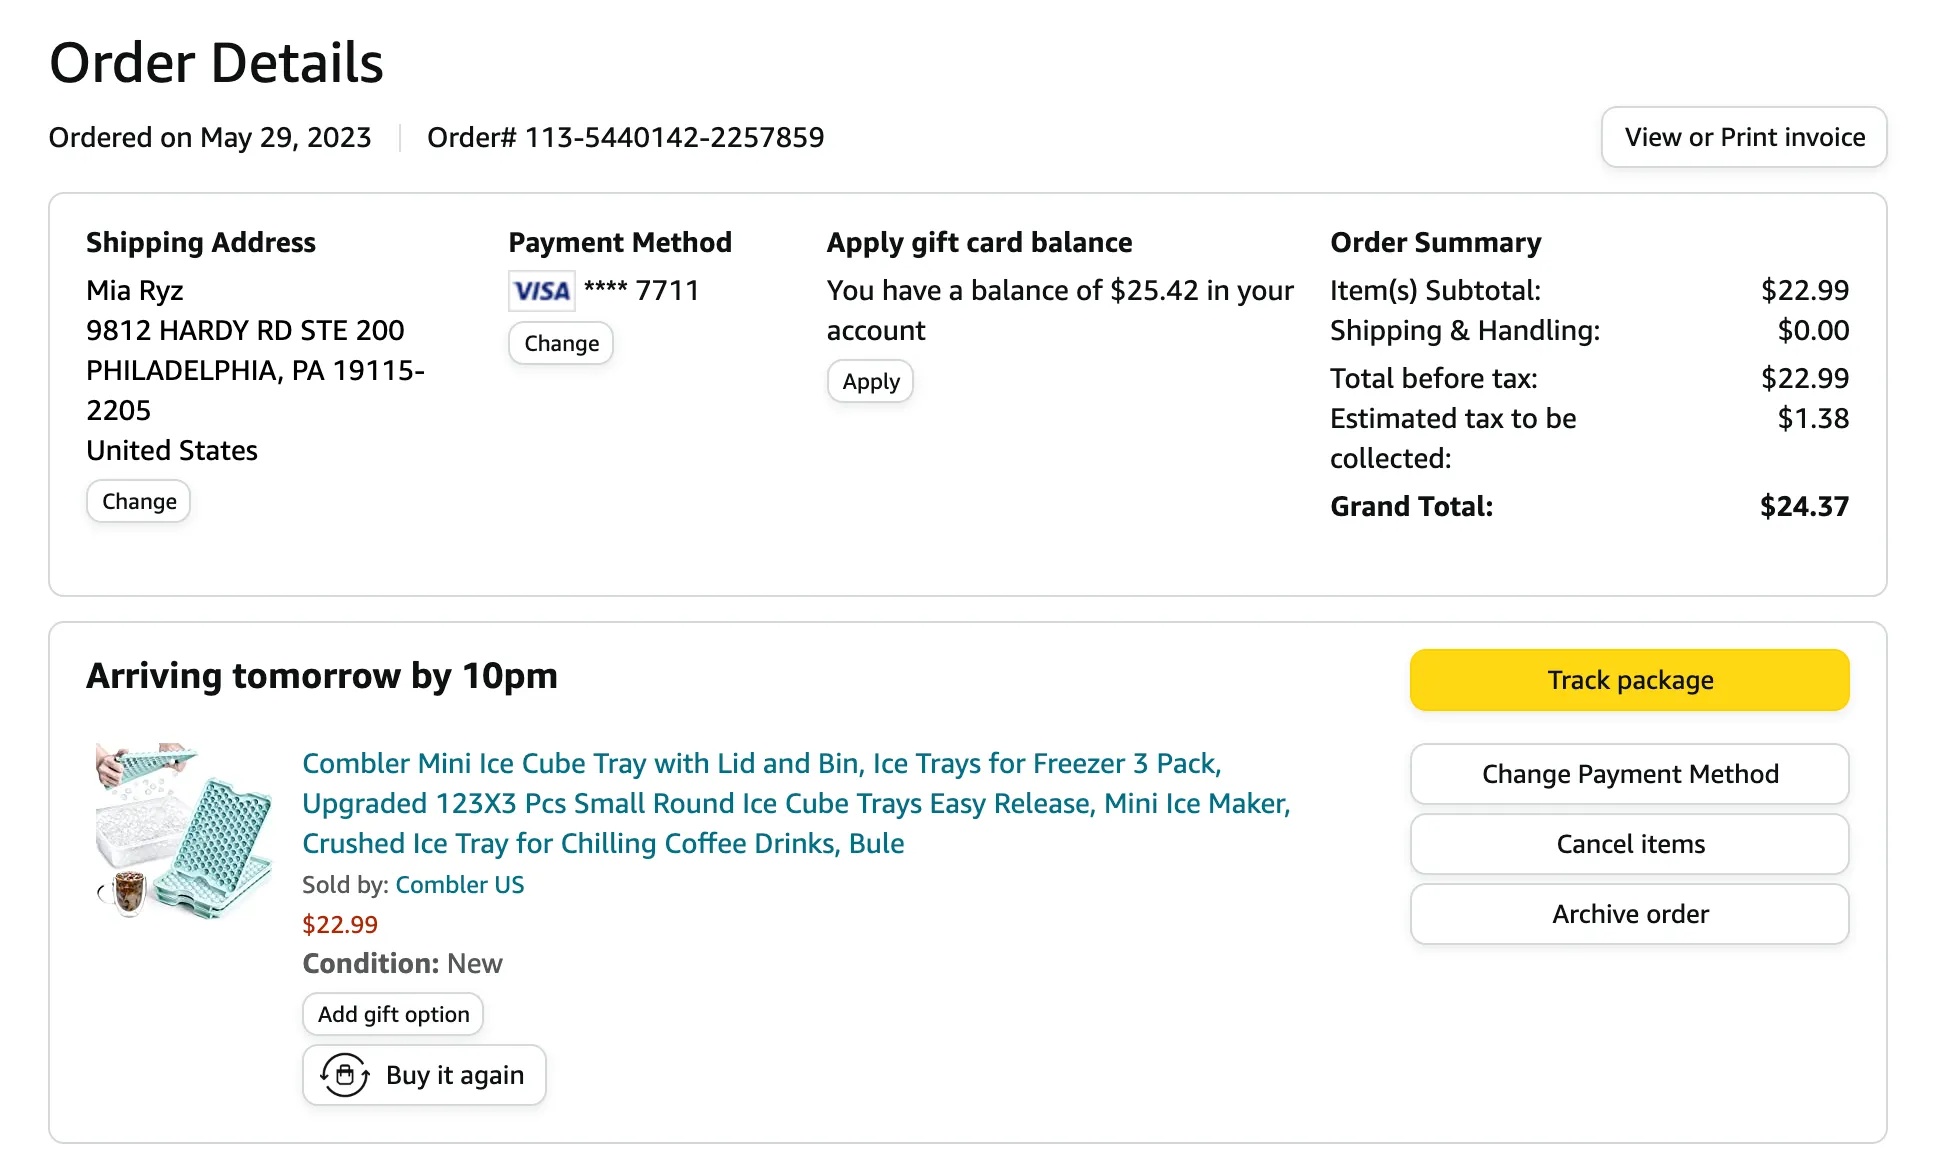 Order Details
Ordered on May 29, 2023
Order# 113-5440142-2257859
View or Print invoice
Shipping Address
Mia Ryz
9812 HARDY RD STE 200
PHILADELPHIA, PA 19115-
2205
United States
Change
Payment Method
VISA **** 7711
Change
Apply gift card balance
You have a balance of $25.42 in your
account
Apply
Order Summary
Item(s) Subtotal: $22.99
Shipping & Handling: $0.00
Total before tax: $22.99
Estimated tax to be $1.38
collected:
Grand Total: $24.37
Arriving tomorrow by 10pm
Combler Mini Ice Cube Tray with Lid and Bin, Ice Trays for Freezer 3 Pack,
Upgraded 123X3 Pcs Small Round Ice Cube Trays Easy Release, Mini Ice Maker,
Crushed Ice Tray for Chilling Coffee Drinks, Bule
Sold by: Combler US
$22.99
Condition: New
Add gift option
Buy it again
Track package
Change Payment Method
Cancel items
Archive order